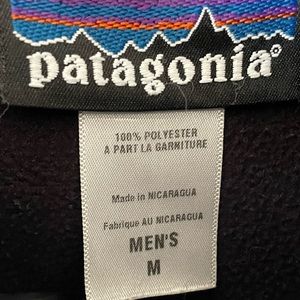 patagonia®
100% POLYESTER
A PART LA GARNITURE
Made in NICARAGUA
Fabriqué AU NICARAGUA
MEN'S
M